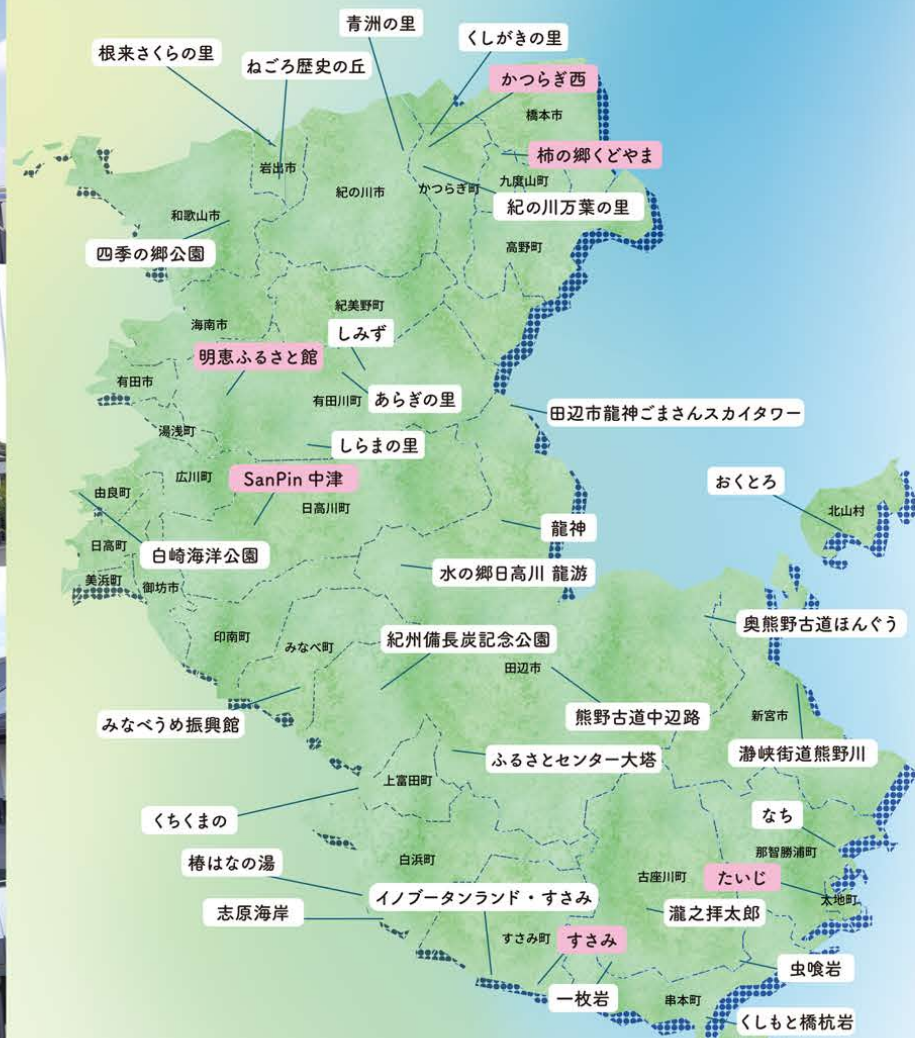 青洲の里
くしがきの里
根来さくらの里
ねごろ歴史の丘
かつらぎ西
橋本市
柿の郷くどやま
岩出市
紀の川市
かつらぎ町
九度山町
紀の川万葉の里
和歌山市
四季の郷公園
高野町
紀美野町
海南市
しみず
明恵ふるさと館
有田市
有田川町
あらぎの里
田辺市龍神ごまさんスカイタワー
湯浅町
しらまの里
広川町
SanPin 中津
おくとろ
由良町
日高川町
北山村
龍神
日高町
白崎海洋公園
水の郷日高川 龍游
美浜町
御坊市
奥熊野古道ほんぐう
印南町
みなべ町
紀州備長炭記念公園
田辺市
みなべうめ振興館
熊野古道中辺路
新宮市
瀞峡街道熊野川
ふるさとセンター大塔
上富田町
くちくまの
なち
那智勝浦町
白浜町
椿はなの湯
古座川町
たいじ
イノブータンランド・すさみ
太地町
志原海岸
瀧之拝太郎
すさみ町
すさみ
虫喰岩
一枚岩
串本町
くしもと橋杭岩